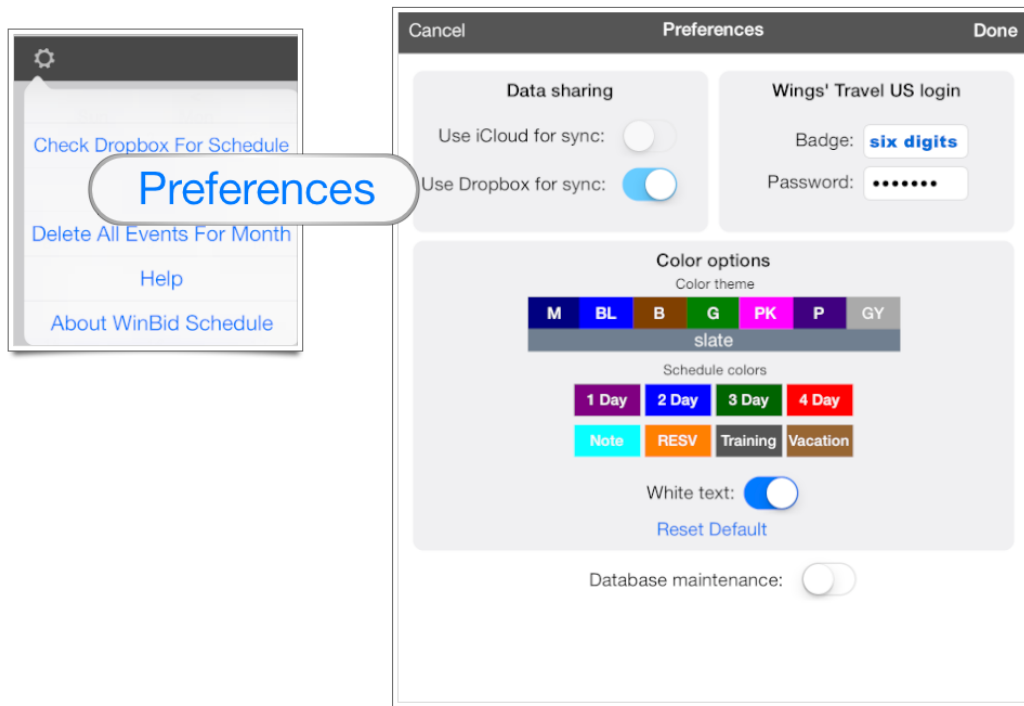 Check Dropbox For Schedule
Preferences
Delete All Events For Month
Help
About WinBid Schedule
Cancel Preferences Done
Data sharing
Use iCloud for sync:
Use Dropbox for sync:
Wings' Travel US login
Badge: six digits
Password: •••••••
Color options
Color theme
M BL B G PK P GY
slate
Schedule colors
1 Day 2 Day 3 Day 4 Day
Note RESV Training Vacation
White text:
Reset Default
Database maintenance: